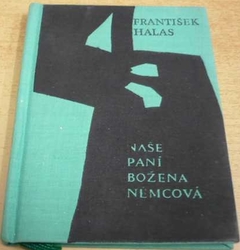 FRANTIŠEK
HALAS
NAŠE
PANÍ
BOŽENA
NĚMCOVÁ